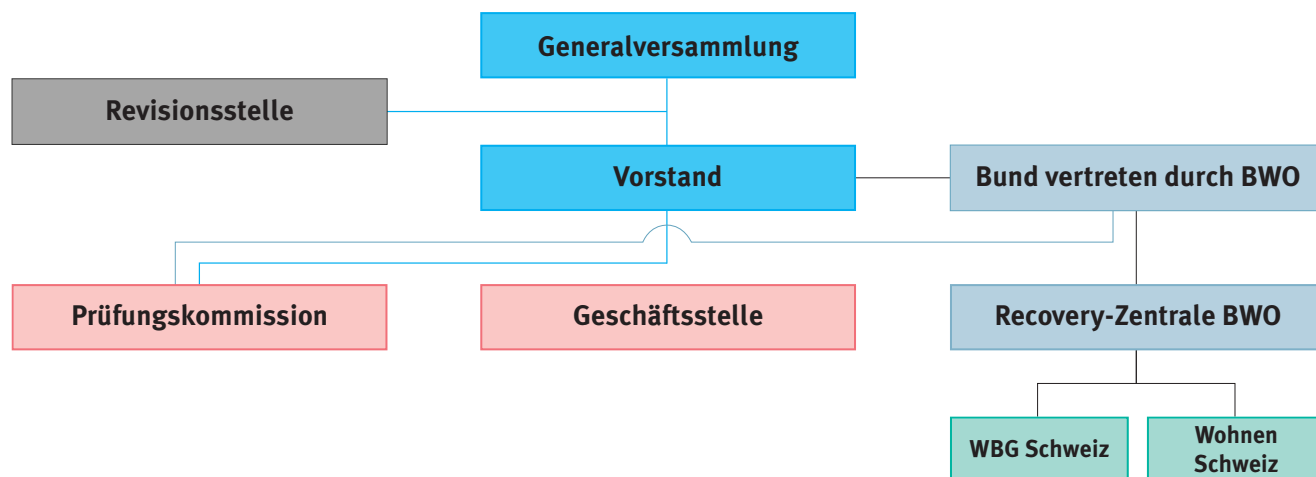 Generalversammlung
Revisionsstelle
Vorstand
Bund vertreten durch BWO
Prüfungskommission
Geschäftsstelle
Recovery-Zentrale BWO
WBG Schweiz
Wohnen
Schweiz